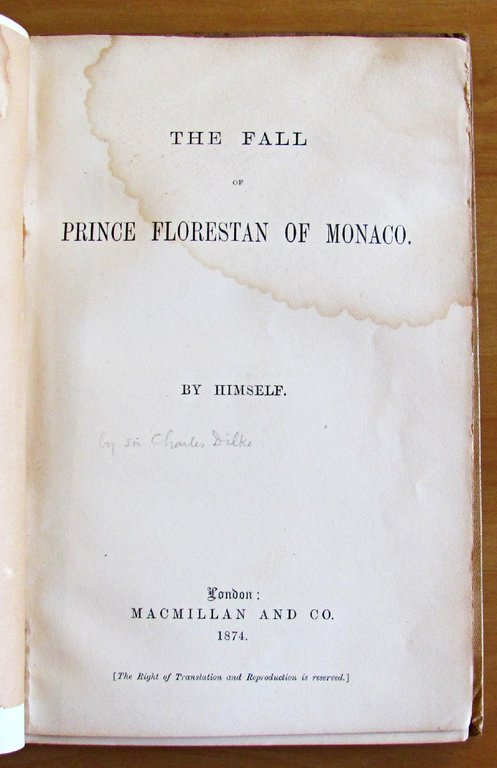 THE FALL
OF
PRINCE FLORESTAN OF MONACO.
BY HIMSELF.
by sir Charles Dilke
London:
MACMILLAN AND CO.
1874.
[The Right of Translation and Reproduction is reserved.]